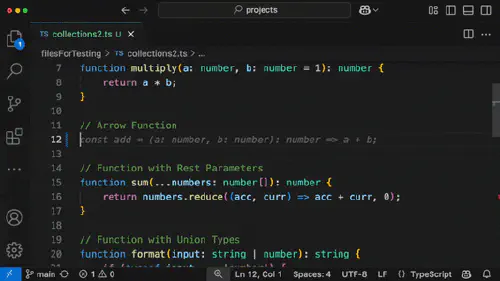 projects
TS collections2.ts U
filesForTesting > TS collections2.ts > ...
1
7 function multiply(a: number, b: number = 1): number {
8 return a * b;
9 }
10
11 // Arrow Function
12 const add = (a: number, b: number): number => a + b;
13
14 // Function with Rest Parameters
15 function sum(...numbers: number[]): number {
16 return numbers.reduce((acc, curr) => acc + curr, 0);
17 }
18
19 // Function with Union Types
20 function format(input: string | number): string {
main 1 0 Ln 12, Col 1 Spaces: 4 UTF-8 LF {} TypeScript